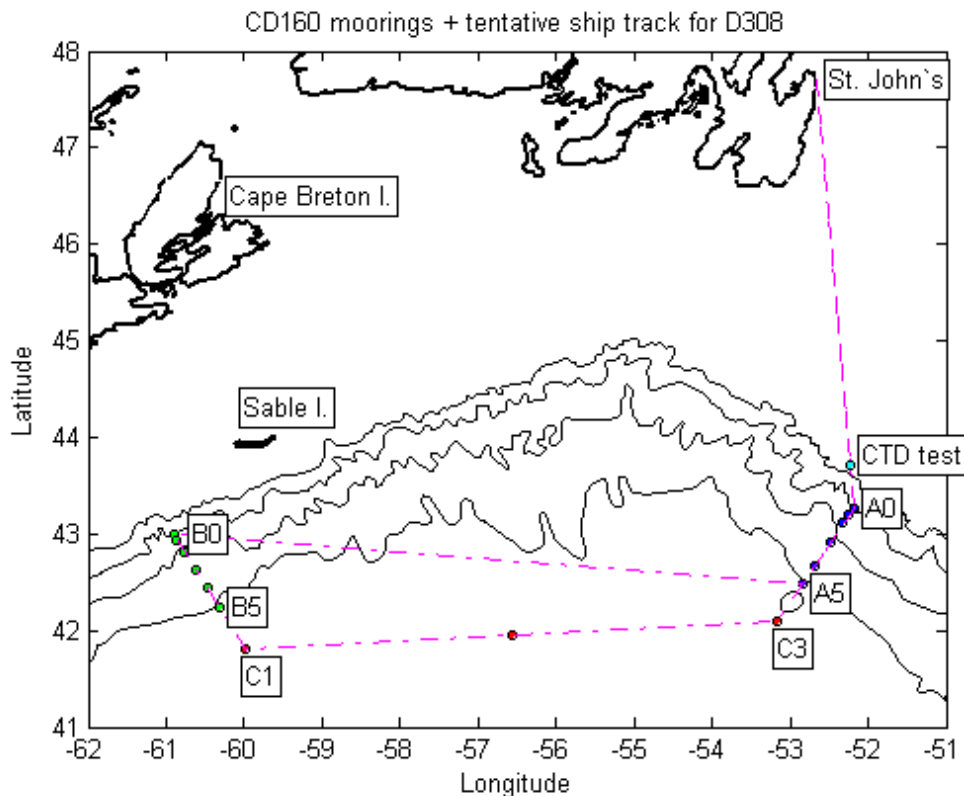 CD160 moorings + tentative ship track for D308
48
47
46
45
44
43
42
41
Latitude
St. John`s
Cape Breton I.
Sable I.
CTD test
A0
B0
A5
B5
C3
C1
-62 -61 -60 -59 -58 -57 -56 -55 -54 -53 -52 -51
Longitude